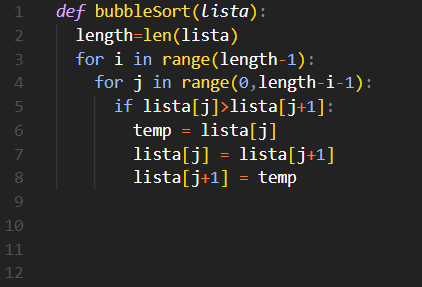 1 def bubbleSort(lista):
2 length=len(lista)
3 for i in range(length-1):
4 for j in range(0,length-i-1):
5 if lista[j]>lista[j+1]:
6 temp = lista[j]
7 lista[j] = lista[j+1]
8 lista[j+1] = temp
9
10
11
12